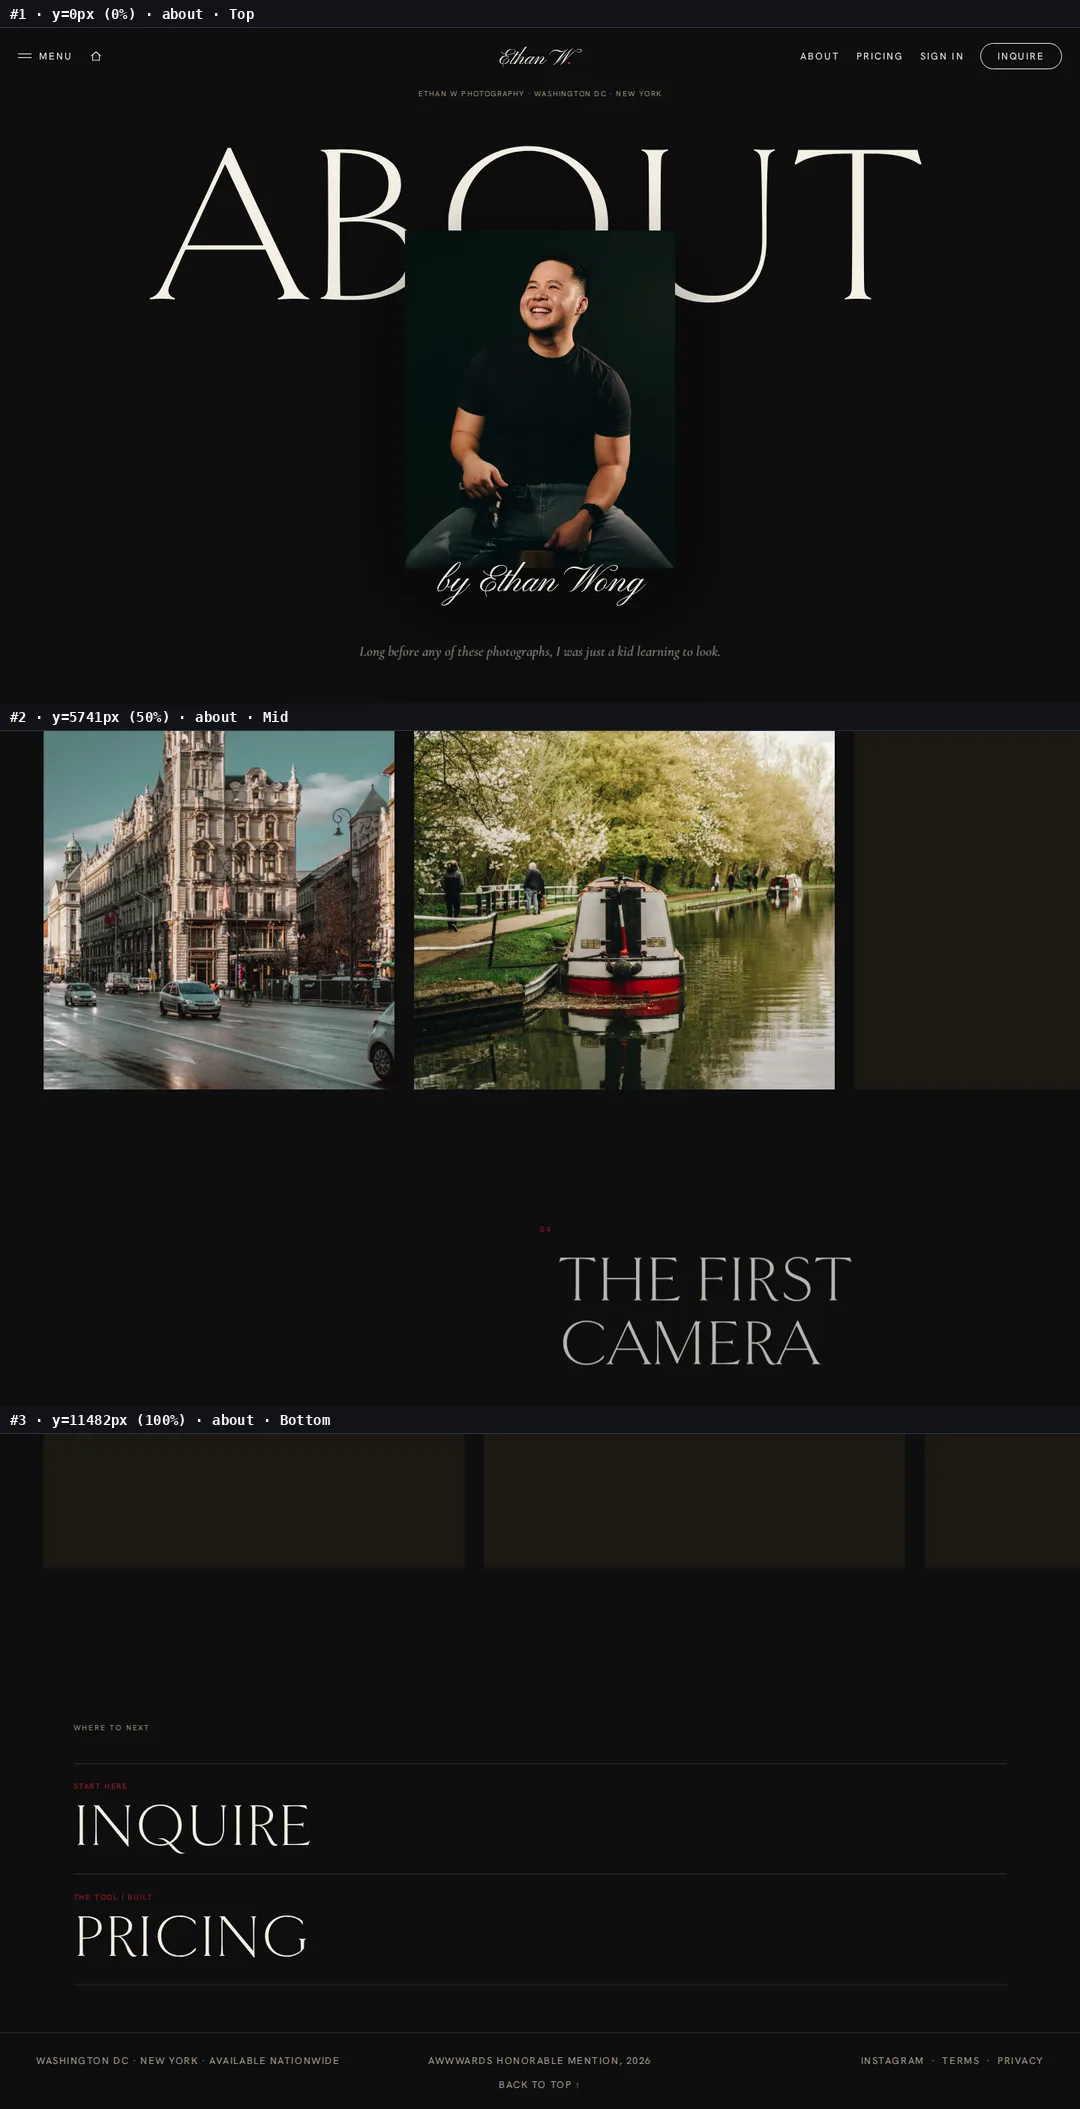 #1 · y=0px (0%) · about · Top
MENU
Ethan W.
ABOUT PRICING SIGN IN INQUIRE
ETHAN W PHOTOGRAPHY · WASHINGTON DC · NEW YORK
ABOUT
by Ethan Wong
Long before any of these photographs, I was just a kid learning to look.
#2 · y=5741px (50%) · about · Mid
04
THE FIRST
CAMERA
#3 · y=11482px (100%) · about · Bottom
WHERE TO NEXT
START HERE
INQUIRE
THE TOOL I BUILT
PRICING
WASHINGTON DC · NEW YORK · AVAILABLE NATIONWIDE
AWWWARDS HONORABLE MENTION, 2026
INSTAGRAM · TERMS · PRIVACY
BACK TO TOP ↑